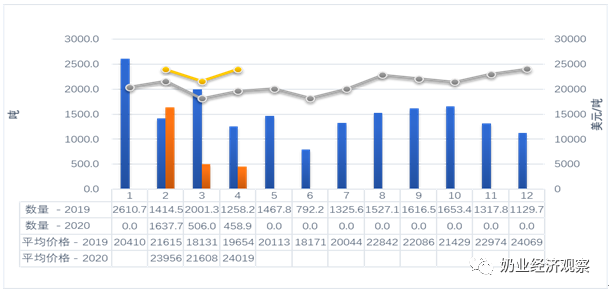 3000.0 30000
2500.0 25000
2000.0 20000
1500.0 15000
1000.0 10000
500.0 5000
0.0 0
吨
美元/吨
1 2 3 4 5 6 7 8 9 10 11 12
数量 - 2019 2610.7 1414.5 2001.3 1258.2 1467.8 792.2 1325.6 1527.1 1616.5 1653.4 1317.8 1129.7
数量 - 2020 0.0 1637.7 506.0 458.9 0.0 0.0 0.0 0.0 0.0 0.0 0.0 0.0
平均价格 - 2019 20410 21615 18131 19654 20113 18171 20044 22842 22086 21429 22974 24069
平均价格 - 2020 23956 21608 24019
奶业经济观察